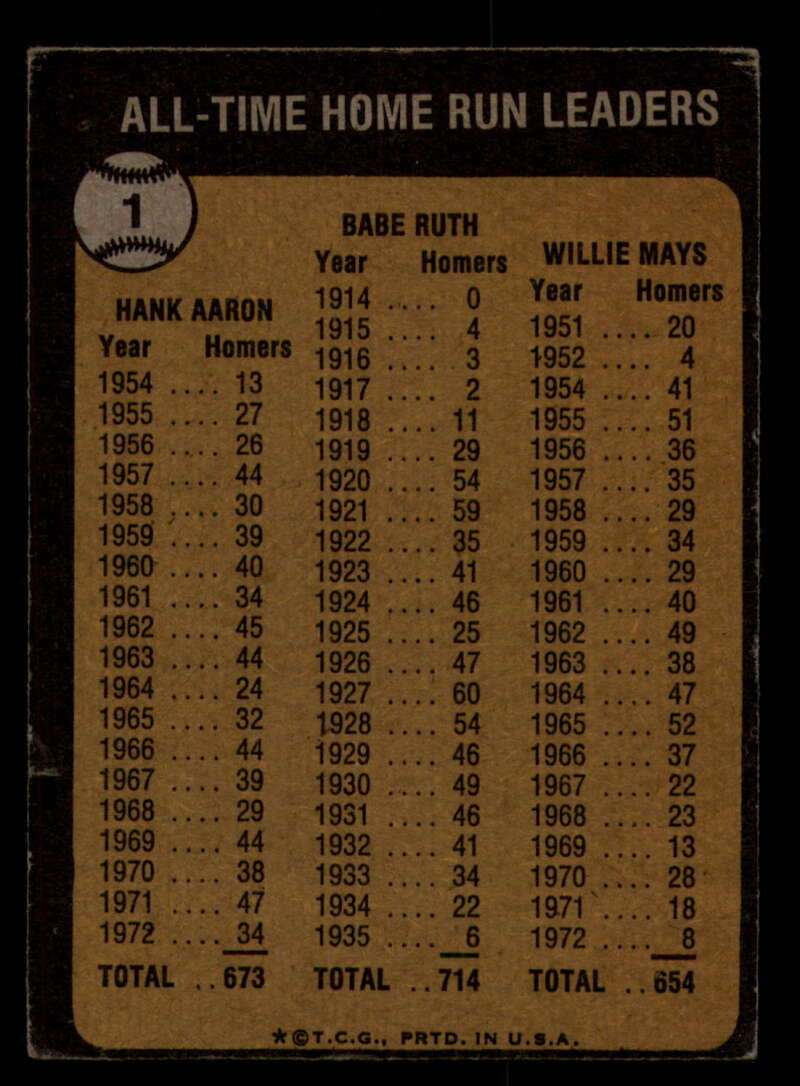 ALL-TIME HOME RUN LEADERS
1
HANK AARON
Year Homers
1954 .... 13
1955 .... 27
1956 .... 26
1957 .... 44
1958 .... 30
1959 .... 39
1960 .... 40
1961 .... 34
1962 .... 45
1963 .... 44
1964 .... 24
1965 .... 32
1966 .... 44
1967 .... 39
1968 .... 29
1969 .... 44
1970 .... 38
1971 .... 47
1972 .... 34
TOTAL ..673
BABE RUTH
Year Homers
1914 .... 0
1915 .... 4
1916 .... 3
1917 .... 2
1918 .... 11
1919 .... 29
1920 .... 54
1921 .... 59
1922 .... 35
1923 .... 41
1924 .... 46
1925 .... 25
1926 .... 47
1927 .... 60
1928 .... 54
1929 .... 46
1930 .... 49
1931 .... 46
1932 .... 41
1933 .... 34
1934 .... 22
1935 .... 6
TOTAL ..714
WILLIE MAYS
Year Homers
1951 .... 20
1952 .... 4
1954 .... 41
1955 .... 51
1956 .... 36
1957 .... 35
1958 .... 29
1959 .... 34
1960 .... 29
1961 .... 40
1962 .... 49
1963 .... 38
1964 .... 47
1965 .... 52
1966 .... 37
1967 .... 22
1968 .... 23
1969 .... 13
1970 .... 28
1971 .... 18
1972 .... 8
TOTAL ..654
★©T.C.G., PRTD. IN U.S.A.